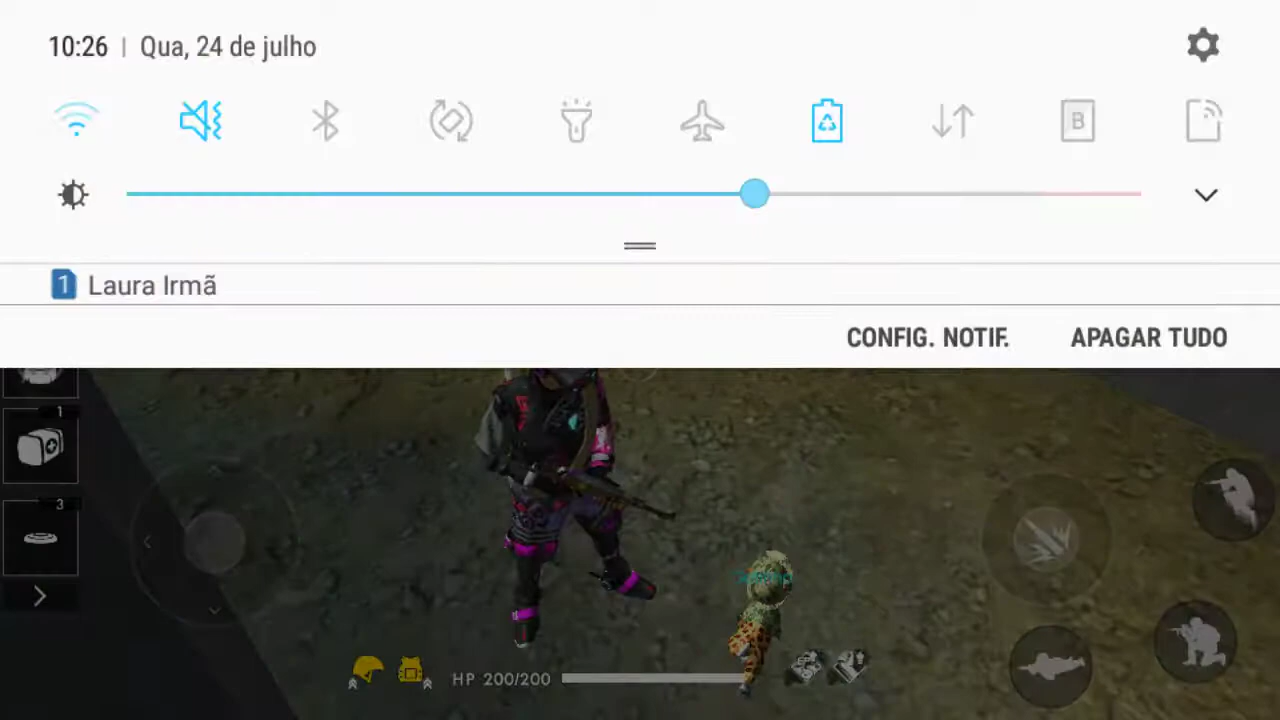 10:26 | Qua, 24 de julho
B
1 Laura Irmã
CONFIG. NOTIF.
APAGAR TUDO
1
3
HP 200/200